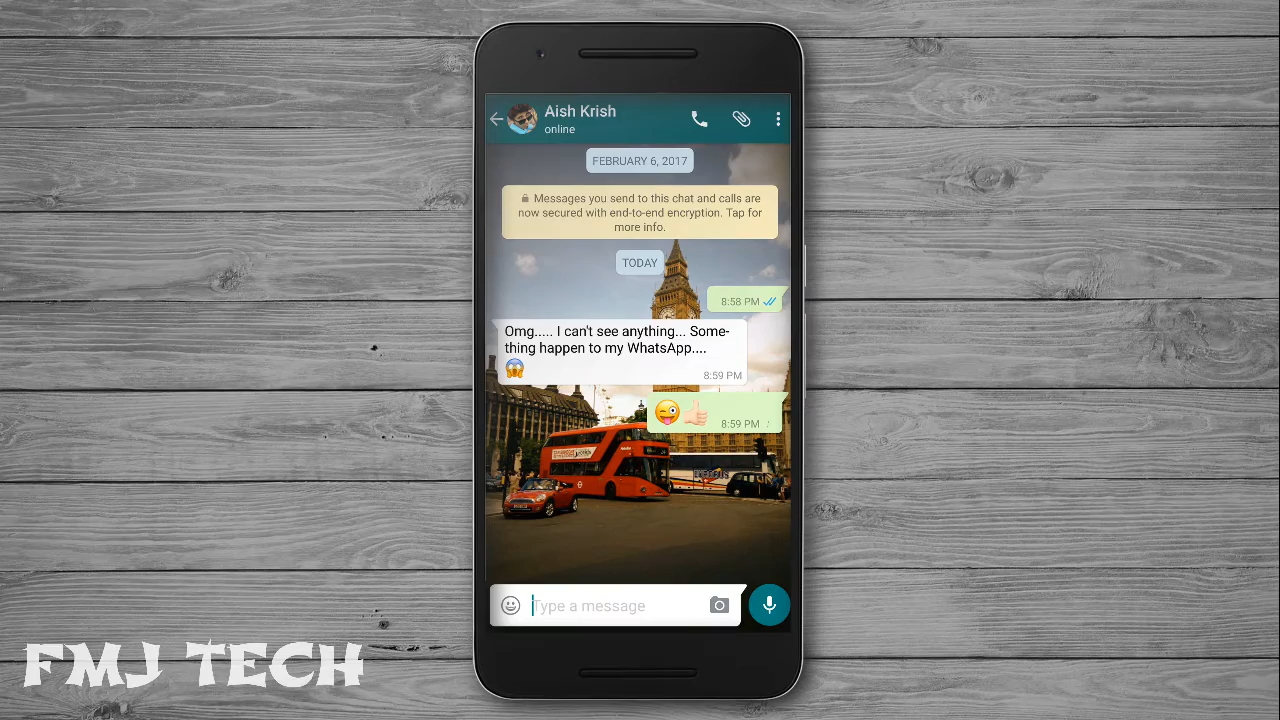 Aish Krish
online
FEBRUARY 6, 2017
Messages you send to this chat and calls are
now secured with end-to-end encryption. Tap for
more info.
TODAY
8:58 PM
Omg..... I can't see anything... Some-
thing happen to my WhatsApp....
8:59 PM
8:59 PM
Type a message
FMJ TECH